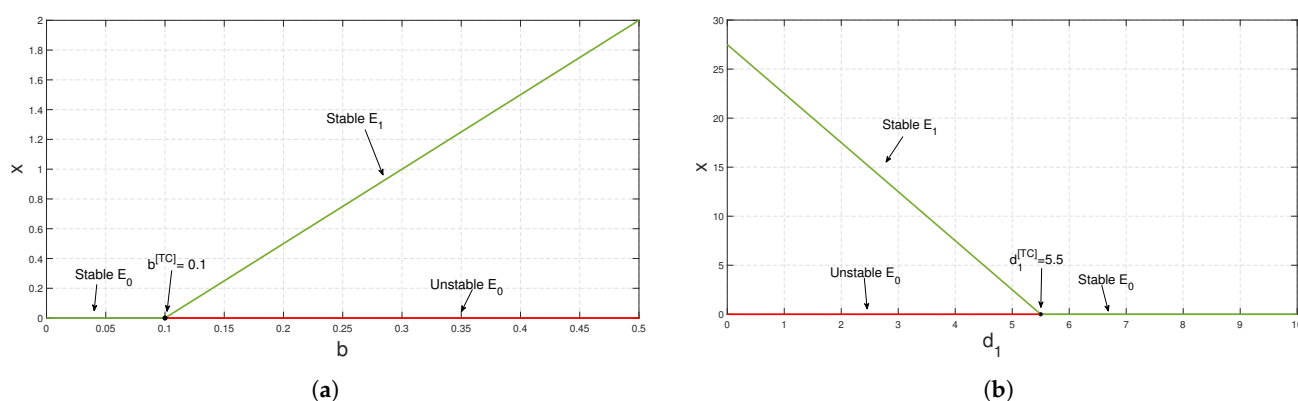 2
1.8
1.6
1.4
1.2
1
0.8
0.6
0.4
0.2
0
X
Stable E1
Stable E0
b[TC]= 0.1
Unstable E0
0 0.05 0.1 0.15 0.2 0.25 0.3 0.35 0.4 0.45 0.5
b
(a)
30
25
20
15
10
5
0
X
Stable E1
Unstable E0
d1[TC]=5.5
Stable E0
0 1 2 3 4 5 6 7 8 9 10
d1
(b)